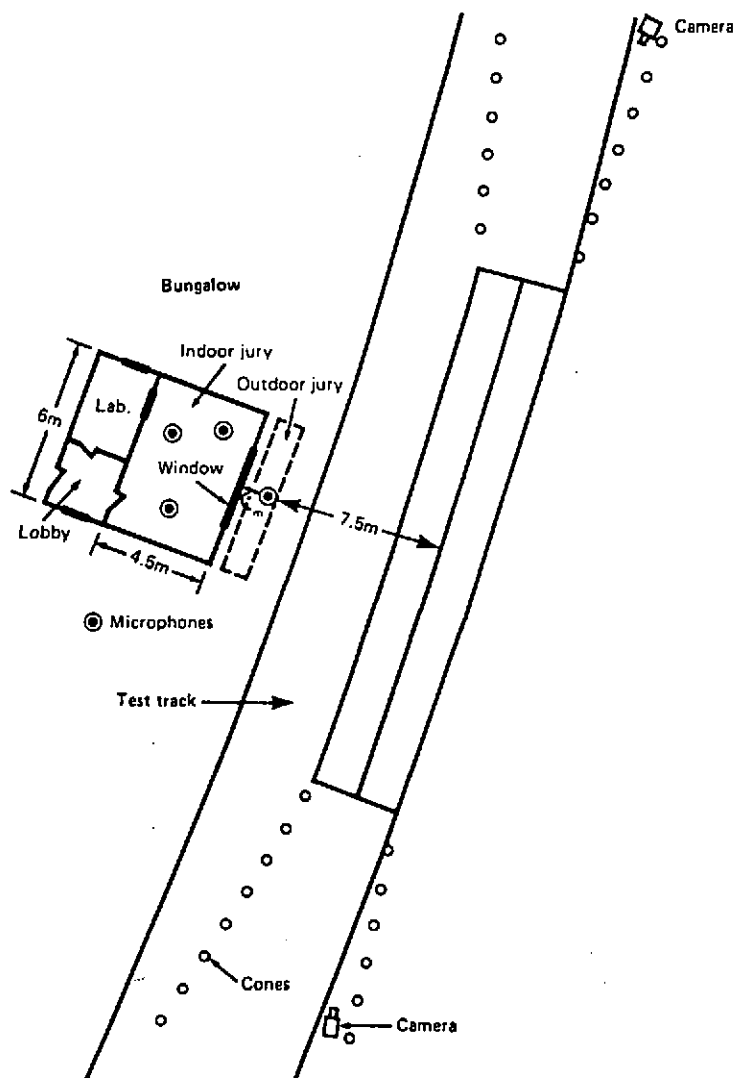 Camera
Bungalow
Indoor jury
Outdoor jury
6m
Lab.
Window
7.5m
Lobby
4.5m
Microphones
Test track
Cones
Camera